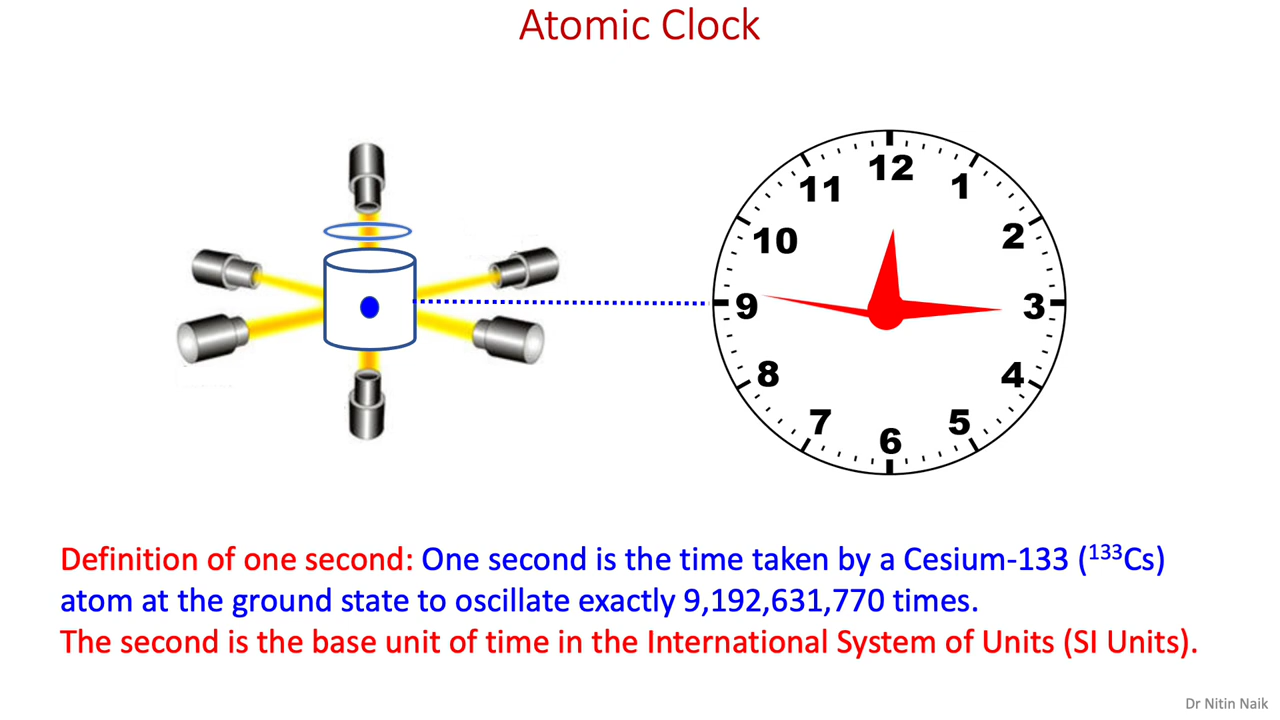 Atomic Clock
12
11
1
10
2
9
3
8
4
7
5
6
Definition of one second: One second is the time taken by a Cesium-133 (¹³³Cs)
atom at the ground state to oscillate exactly 9,192,631,770 times.
The second is the base unit of time in the International System of Units (SI Units).
Dr Nitin Naik